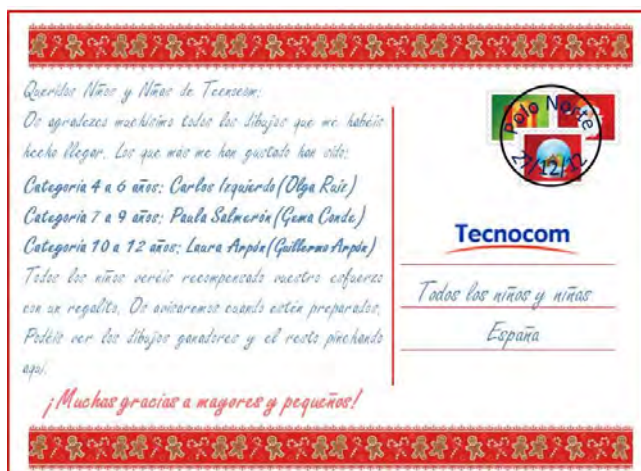 Queridos Niños y Niñas de Tecnocom:
Os agradezco muchísimo todos los dibujos que me habéis
hecho llegar. Los que más me han gustado han sido:
Categoría 4 a 6 años: Carlos Izquierdo (Olga Ruiz)
Categoría 7 a 9 años: Paula Salmerón (Gema Conde)
Categoría 10 a 12 años: Laura Arpón (Guillermo Arpón)
Todos los niños veréis recompensado vuestro esfuerzo
con un regalito. Os avisaremos cuando estén preparados.
Podéis ver los dibujos ganadores y el resto pinchando
aquí.
¡Muchas gracias a mayores y pequeños!
Polo Norte
21/12/12
Tecnocom
Todos los niños y niñas
España